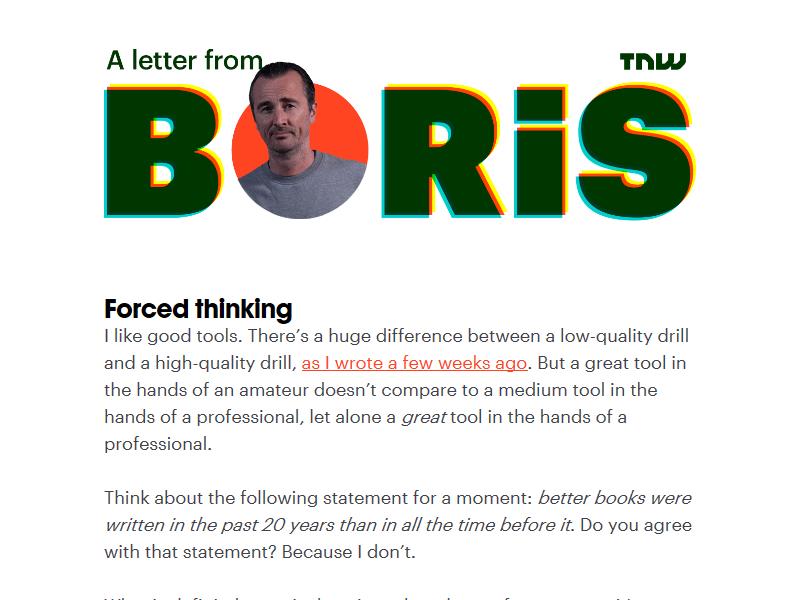 A letter from
TNW
BORiS
Forced thinking
I like good tools. There's a huge difference between a low-quality drill
and a high-quality drill, as I wrote a few weeks ago. But a great tool in
the hands of an amateur doesn't compare to a medium tool in the
hands of a professional, let alone a great tool in the hands of a
professional.
Think about the following statement for a moment: better books were
written in the past 20 years than in all the time before it. Do you agree
with that statement? Because I don't.